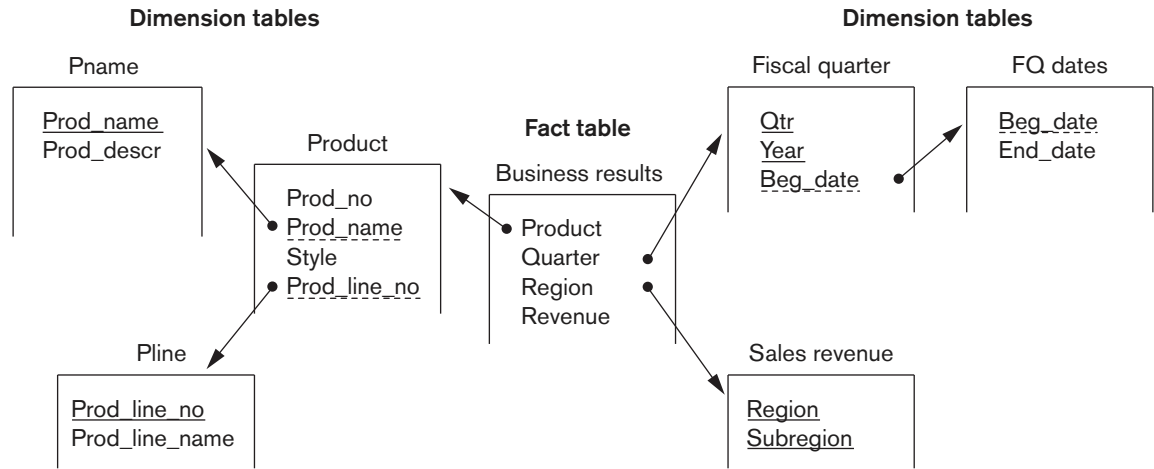 Dimension tables
Pname
Prod_name
Prod_descr
Product
Prod_no
Prod_name
Style
Prod_line_no
Pline
Prod_line_no
Prod_line_name
Fact table
Business results
Product
Quarter
Region
Revenue
Dimension tables
Fiscal quarter
Qtr
Year
Beg_date
FQ dates
Beg_date
End_date
Sales revenue
Region
Subregion